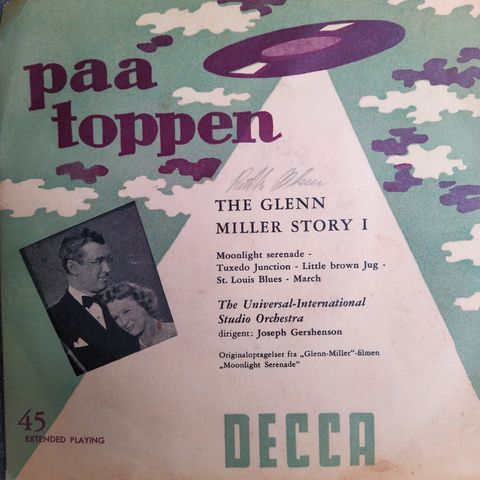 paa
toppen
THE GLENN
MILLER STORY I
Moonlight serenade -
Tuxedo Junction - Little brown Jug -
St. Louis Blues - March
The Universal-International
Studio Orchestra
dirigent: Joseph Gershenson
Originaloptagelser fra „Glenn-Miller“-filmen
„Moonlight Serenade“
45
EXTENDED PLAYING
DECCA